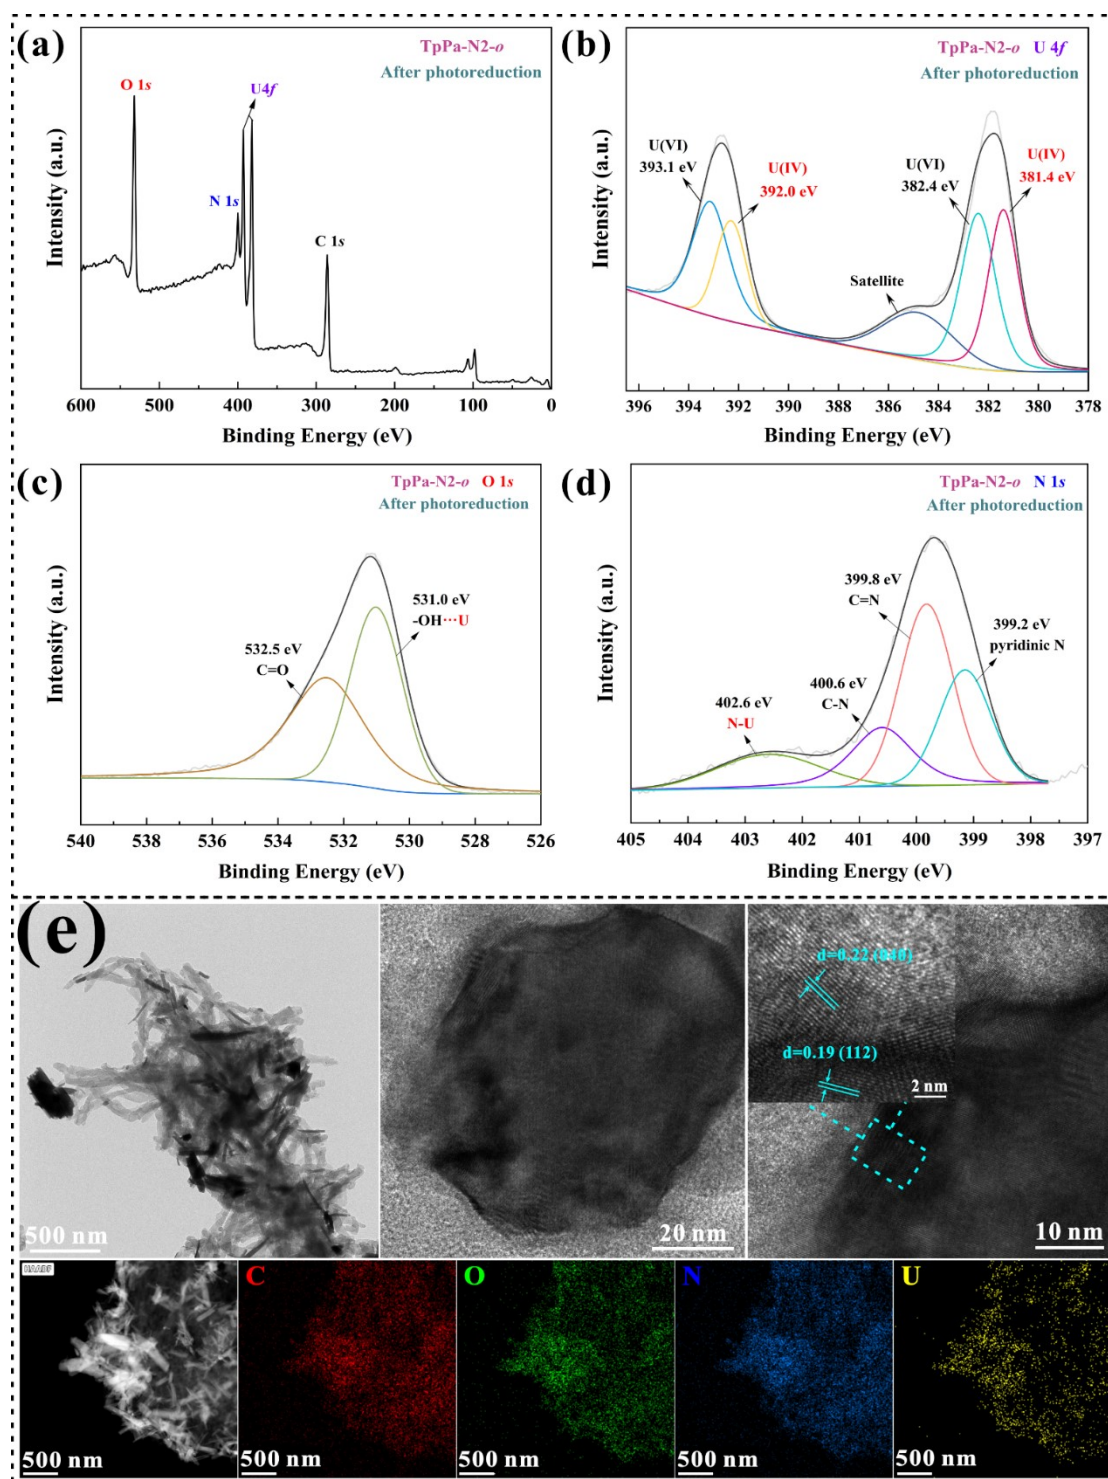 (a)
TpPa-N2-o
After photoreduction
O 1s
U4f
N 1s
C 1s
Intensity (a.u.)
600 500 400 300 200 100 0
Binding Energy (eV)
(b)
TpPa-N2-o U 4f
After photoreduction
U(VI)
393.1 eV
U(IV)
392.0 eV
U(VI)
382.4 eV
U(IV)
381.4 eV
Satellite
Intensity (a.u.)
396 394 392 390 388 386 384 382 380 378
Binding Energy (eV)
(c)
TpPa-N2-o O 1s
After photoreduction
531.0 eV
-OH···U
532.5 eV
C=O
Intensity (a.u.)
540 538 536 534 532 530 528 526
Binding Energy (eV)
(d)
TpPa-N2-o N 1s
After photoreduction
399.8 eV
C=N
399.2 eV
pyridinic N
400.6 eV
C-N
402.6 eV
N-U
Intensity (a.u.)
405 404 403 402 401 400 399 398 397
Binding Energy (eV)
(e)
500 nm
20 nm
d=0.22 (040)
d=0.19 (112)
2 nm
10 nm
HAADF
500 nm
C
500 nm
O
500 nm
N
500 nm
U
500 nm